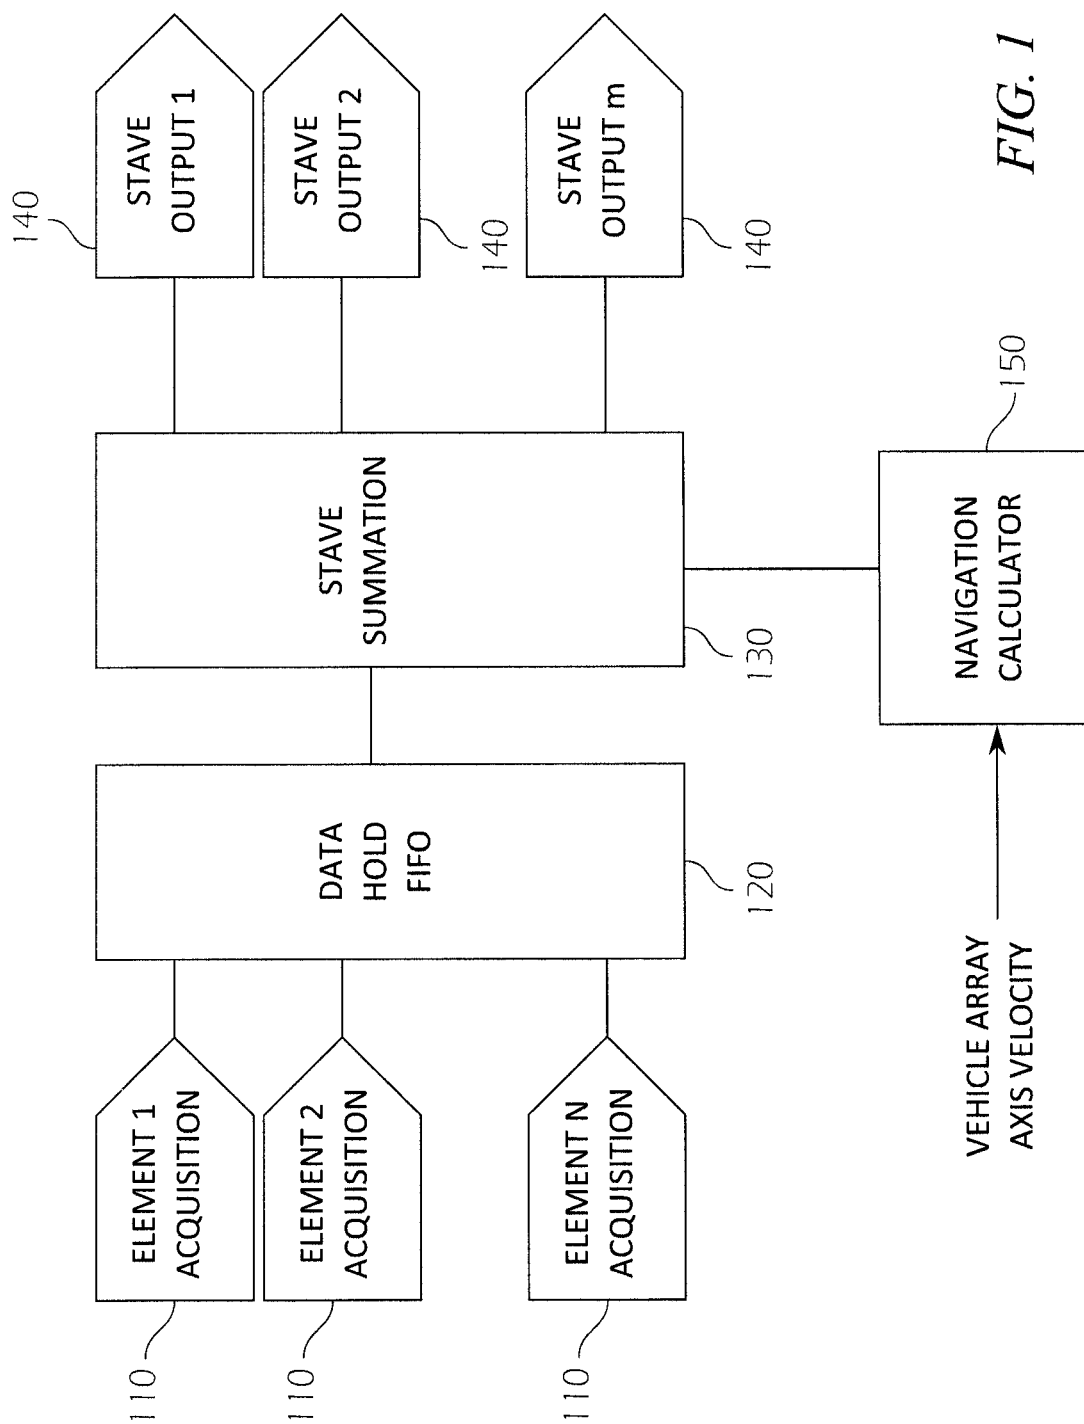 110
ELEMENT 1
ACQUISITION
110
ELEMENT 2
ACQUISITION
110
ELEMENT N
ACQUISITION
DATA
HOLD
FIFO
120
STAVE
SUMMATION
130
140
STAVE
OUTPUT 1
STAVE
OUTPUT 2
140
STAVE
OUTPUT m
140
VEHICLE ARRAY
AXIS VELOCITY
NAVIGATION
CALCULATOR
150
FIG. 1